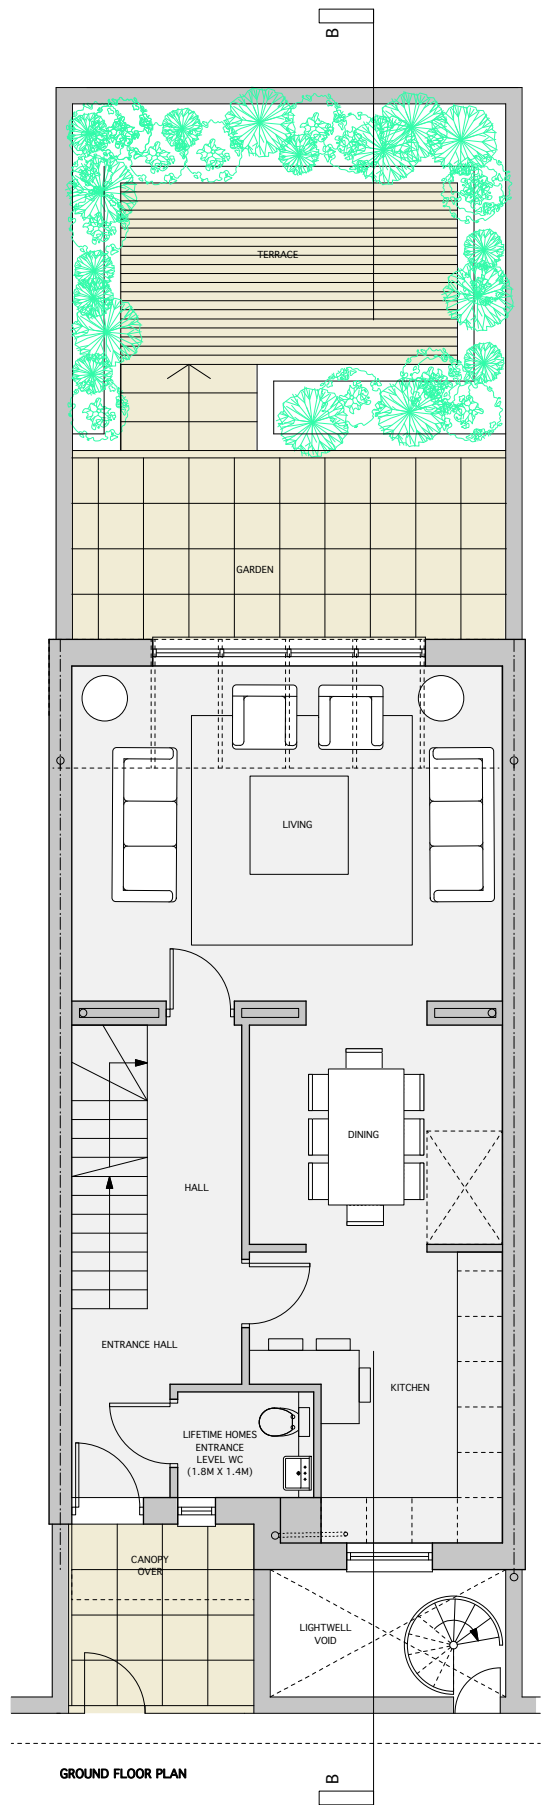 B
TERRACE
GARDEN
LIVING
DINING
HALL
ENTRANCE HALL
KITCHEN
LIFETIME HOMES
ENTRANCE
LEVEL WC
(1.8M X 1.4M)
CANOPY
OVER
LIGHTWELL
VOID
GROUND FLOOR PLAN
B